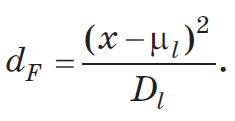 d_F = (x − μ_l)² / D_l .